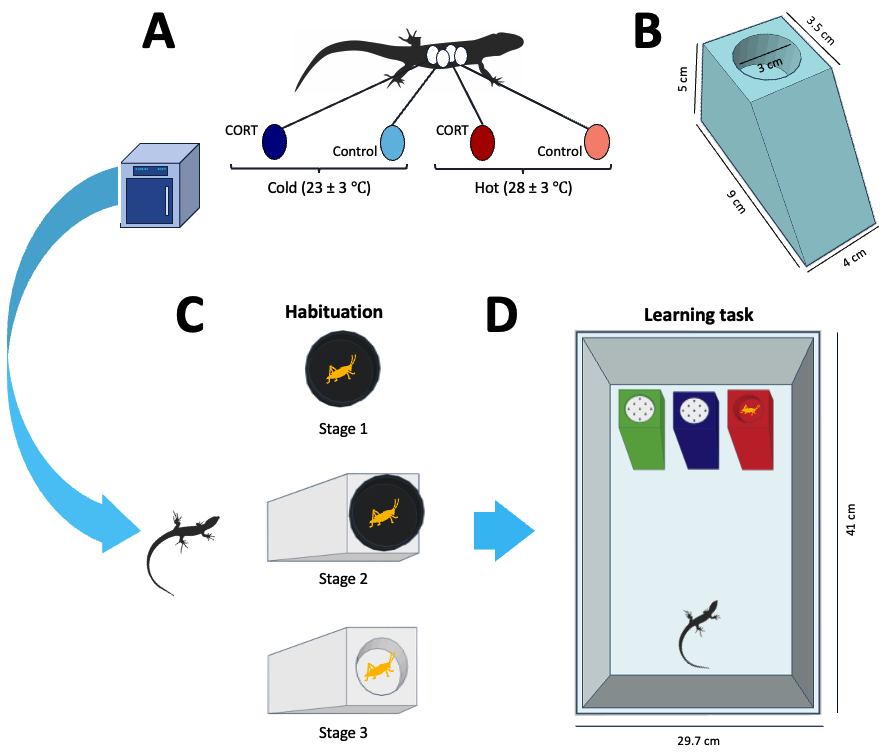 A
CORT
Control
CORT
Control
Cold (23 ± 3 °C)
Hot (28 ± 3 °C)
B
3.5 cm
3 cm
5 cm
9 cm
4 cm
C
Habituation
Stage 1
Stage 2
Stage 3
D
Learning task
41 cm
29.7 cm